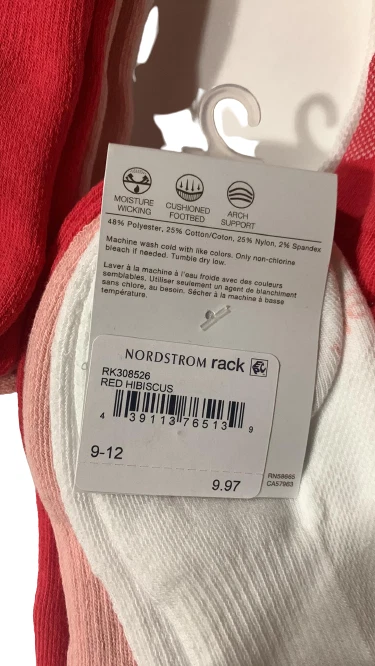 MOISTURE WICKING
CUSHIONED FOOTBED
ARCH SUPPORT
48% Polyester, 25% Cotton/Coton, 25% Nylon, 2% Spandex
Machine wash cold with like colors. Only non-chlorine
bleach if needed. Tumble dry low.
Laver à la machine à l'eau froide avec des couleurs
semblables. Utiliser seulement un agent de blanchiment
sans chlore, au besoin. Sécher à la machine à basse
température.
NORDSTROM rack
RK308526
RED HIBISCUS
4 39113 76513 9
9-12
9.97
RN58665
CA57963